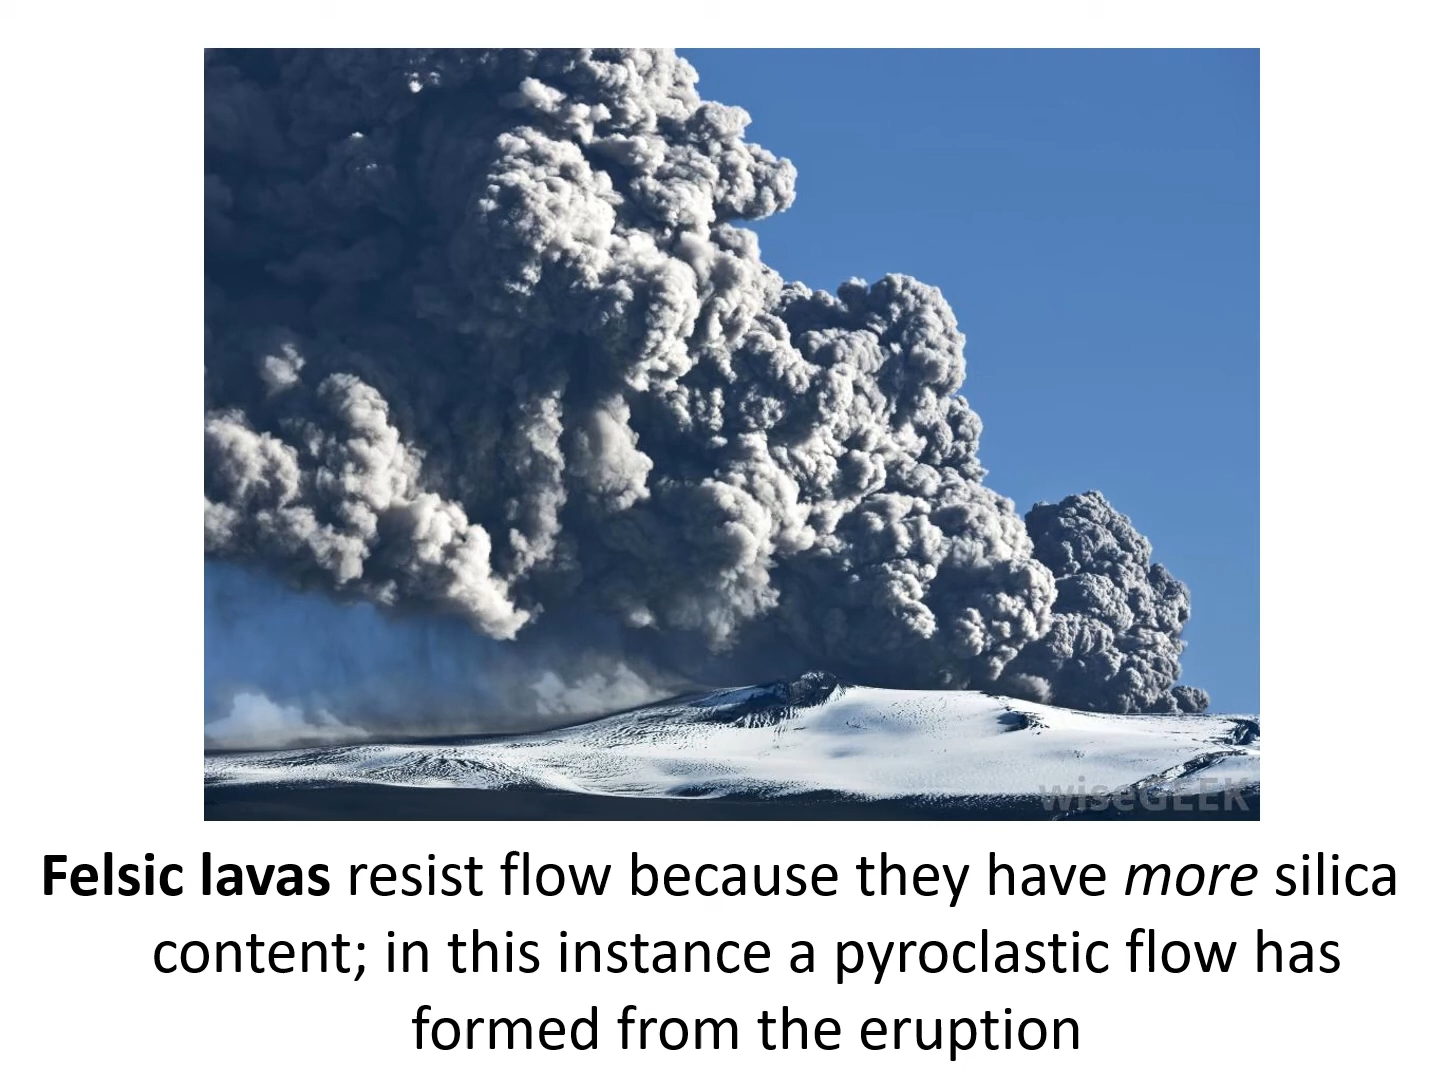 wiseGEEK
Felsic lavas resist flow because they have more silica
content; in this instance a pyroclastic flow has
formed from the eruption